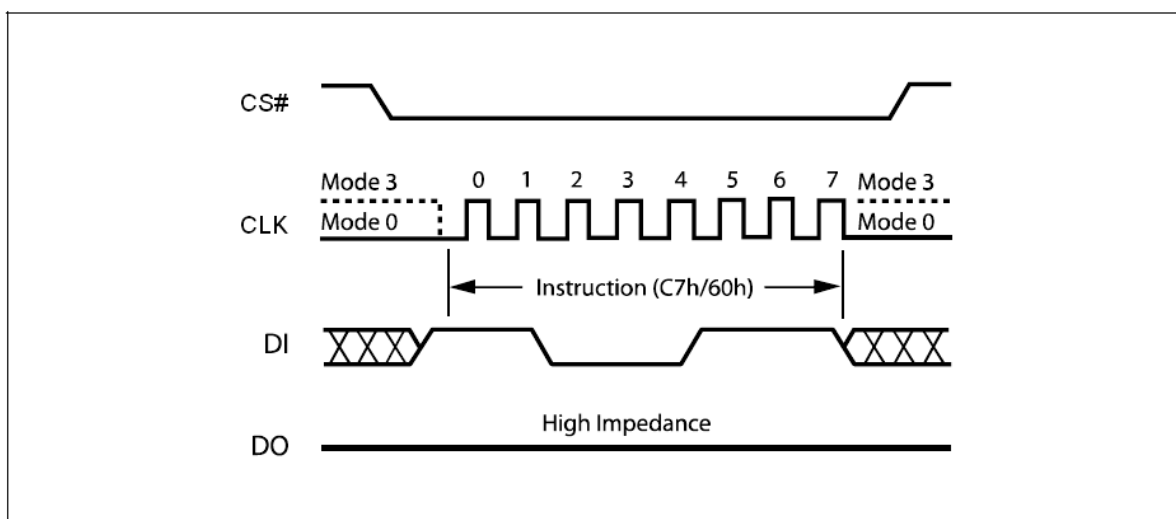 CS#
Mode 3 0 1 2 3 4 5 6 7 Mode 3
CLK Mode 0 Mode 0
Instruction (C7h/60h)
DI
High Impedance
DO